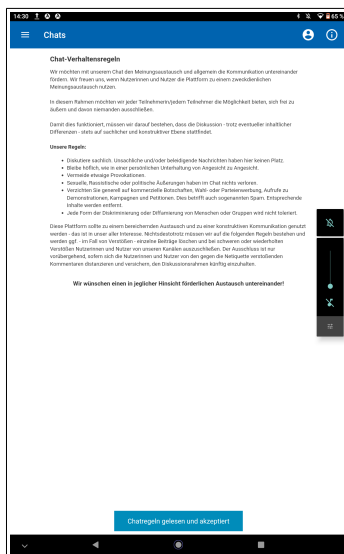 14:30
65 %
Chats
Chat-Verhaltensregeln
Wir möchten mit unserem Chat den Meinungsaustausch und allgemein die Kommunikation untereinander
fördern. Wir freuen uns, wenn Nutzerinnen und Nutzer die Plattform zu einem zweckdienlichen
Meinungsaustausch nutzen.
In diesem Rahmen möchten wir jeder Teilnehmerin/jedem Teilnehmer die Möglichkeit bieten, sich frei zu
äußern und davon niemanden ausschließen.
Damit dies funktioniert, müssen wir darauf bestehen, dass die Diskussion - trotz eventueller inhaltlicher
Differenzen - stets auf sachlicher und konstruktiver Ebene stattfindet.
Unsere Regeln:
• Diskutiere sachlich. Unsachliche und/oder beleidigende Nachrichten haben hier keinen Platz.
• Bleibe höflich, wie in einer persönlichen Unterhaltung von Angesicht zu Angesicht.
• Vermeide etwaige Provokationen.
• Sexuelle, Rassistische oder politische Äußerungen haben im Chat nichts verloren.
• Verzichten Sie generell auf kommerzielle Botschaften, Wahl- oder Parteienwerbung, Aufrufe zu
Demonstrationen, Kampagnen und Petitionen. Dies betrifft auch sogenannten Spam. Entsprechende
Inhalte werden entfernt.
• Jede Form der Diskriminierung oder Diffamierung von Menschen oder Gruppen wird nicht toleriert.
Diese Plattform sollte zu einem bereichernden Austausch und zu einer konstruktiven Kommunikation genutzt
werden - das ist in unser aller Interesse. Nichtsdestotrotz müssen wir auf die folgenden Regeln bestehen und
werden ggf. - im Fall von Verstößen - einzelne Beiträge löschen und bei schweren oder wiederholten
Verstößen Nutzerinnen und Nutzer von unseren Kanälen auszuschließen. Der Ausschluss ist nur
vorübergehend, sofern sich die Nutzerinnen und Nutzer von den gegen die Netiquette verstoßenden
Kommentaren distanzieren und versichern, den Diskussionsrahmen künftig einzuhalten.
Wir wünschen einen in jeglicher Hinsicht förderlichen Austausch untereinander!
Chatregeln gelesen und akzeptiert